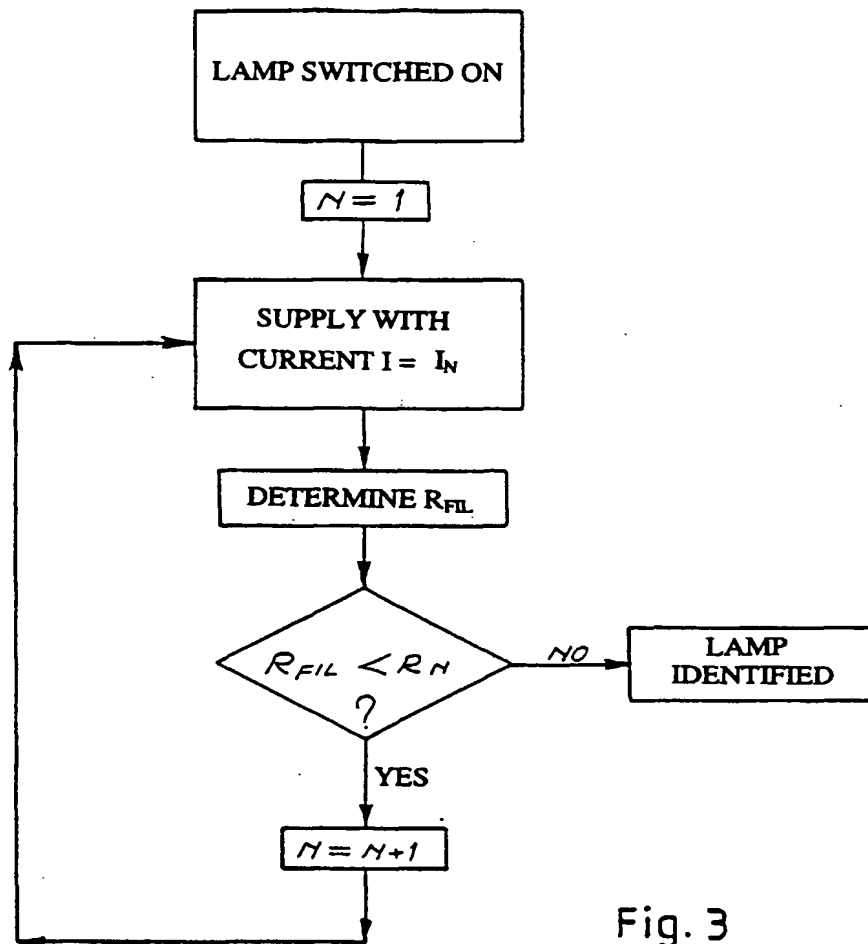 LAMP SWITCHED ON
N = 1
SUPPLY WITH
CURRENT I = I_N
DETERMINE R_FIL
R_FIL < R_N
?
NO
LAMP
IDENTIFIED
YES
N = N+1
Fig. 3